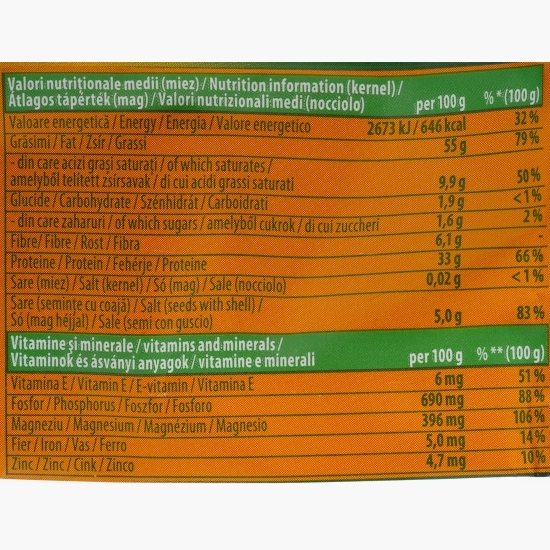 Valori nutriționale medii (miez) / Nutrition information (kernel) /
Átlagos tápérték (mag) / Valori nutrizionali medi (nocciolo) per 100 g %* (100 g)
Valoare energetică / Energy / Energia / Valore energetico 2673 kJ / 646 kcal 32 %
Grăsimi / Fat / Zsír / Grassi 55 g 79 %
- din care acizi grași saturați / of which saturates /
amelyből telített zsírsavak / di cui acidi grassi saturati 9,9 g 50 %
Glucide / Carbohydrate / Szénhidrát / Carboidrati 1,9 g < 1 %
- din care zaharuri / of which sugars / amelyből cukrok / di cui zuccheri 1,6 g 2 %
Fibre / Fibre / Rost / Fibra 6,1 g -
Proteine / Protein / Fehérje / Proteine 33 g 66 %
Sare (miez) / Salt (kernel) / Só (mag) / Sale (nocciolo) 0,02 g < 1 %
Sare (semințe cu coajă) / Salt (seeds with shell) /
Só (mag héjjal) / Sale (semi con guscio) 5,0 g 83 %
Vitamine și minerale / vitamins and minerals /
Vitaminok és ásványi anyagok / vitamine e minerali per 100 g %** (100 g)
Vitamina E / Vitamin E / E-vitamin / Vitamina E 6 mg 51 %
Fosfor / Phosphorus / Foszfor / Fosforo 690 mg 88 %
Magneziu / Magnesium / Magnézium / Magnesio 396 mg 106 %
Fier / Iron / Vas / Ferro 5,0 mg 14 %
Zinc / Zinc / Cink / Zinco 4,7 mg 10%